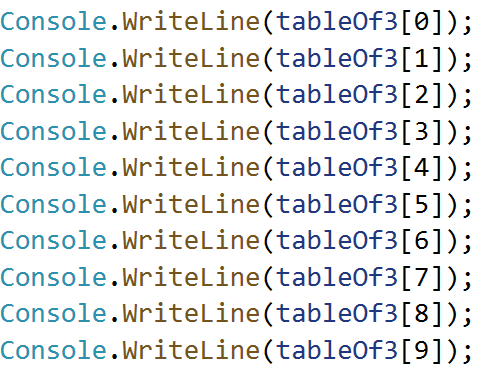 Console.WriteLine(tableOf3[0]);
Console.WriteLine(tableOf3[1]);
Console.WriteLine(tableOf3[2]);
Console.WriteLine(tableOf3[3]);
Console.WriteLine(tableOf3[4]);
Console.WriteLine(tableOf3[5]);
Console.WriteLine(tableOf3[6]);
Console.WriteLine(tableOf3[7]);
Console.WriteLine(tableOf3[8]);
Console.WriteLine(tableOf3[9]);